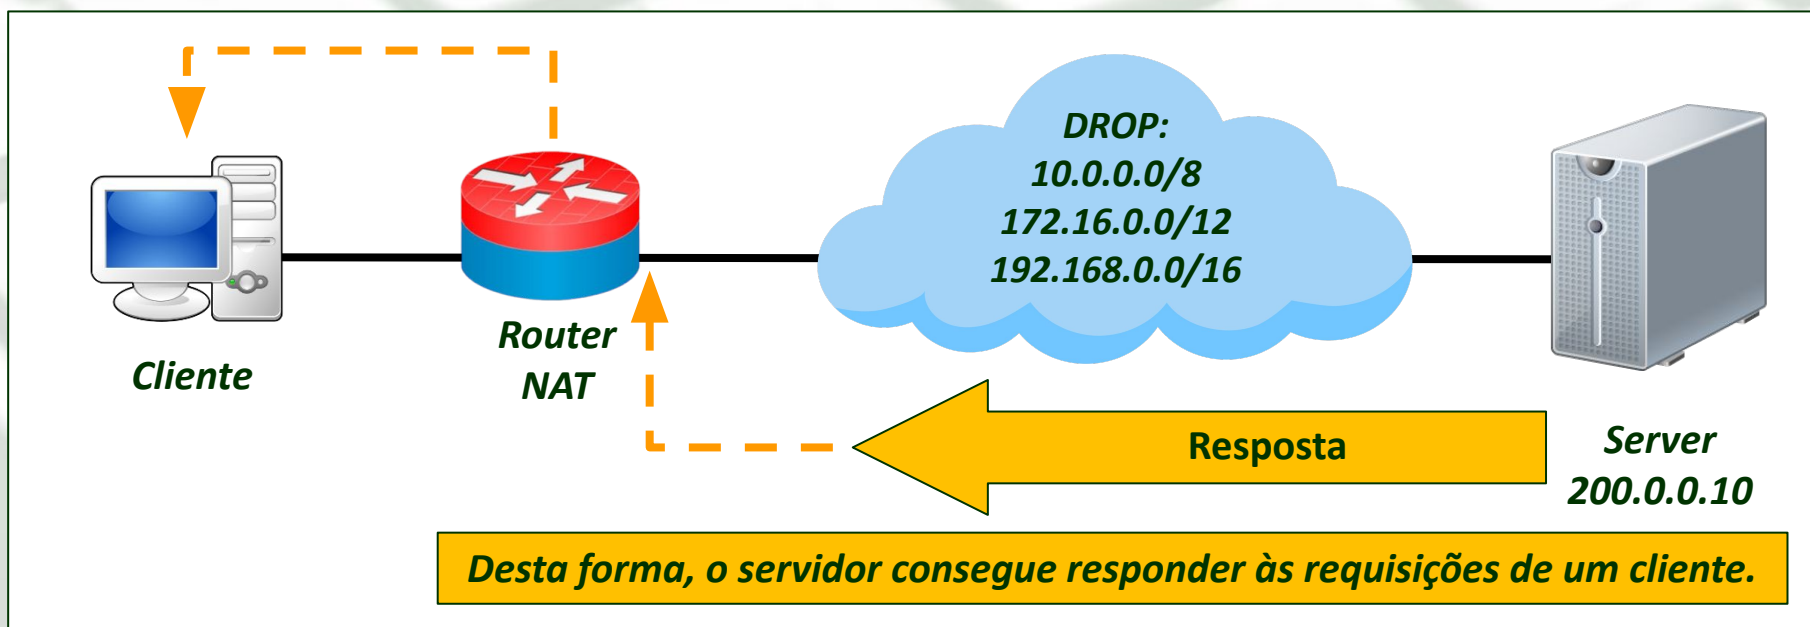 DROP:
10.0.0.0/8
172.16.0.0/12
192.168.0.0/16
Cliente
Router
NAT
Resposta
Server
200.0.0.10
Desta forma, o servidor consegue responder às requisições de um cliente.